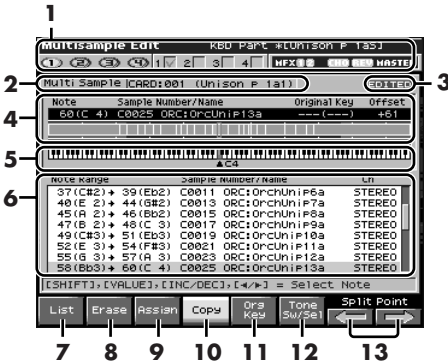 1
Multisample Edit KBD Part *[Unison P 1aS]
1 2 3 4 1 2 3 4 MFX 1 2 CHO REV MASTER
2 Multi Sample CARD:001 (Unison P 1a1) EDITED 3
4 Note Sample Number/Name Original Key Offset
60(C 4) C0025 ORC:OrcUniP13a ---(---) +61
5 ▲C4
6 Note Range Sample Number/Name Ch
37(C#2)→ 39(Eb2) C0011 ORC:OrchUniP6a STEREO
40(E 2)→ 44(G#2) C0013 ORC:OrcUniP7a STEREO
45(A 2)→ 46(Bb2) C0015 ORC:OrcUniP8a STEREO
47(B 2)→ 48(C 3) C0017 ORC:OrcUniP9a STEREO
49(C#3)→ 51(Eb3) C0019 ORC:OrcUniP10a STEREO
52(E 3)→ 54(F#3) C0021 ORC:OrcUniP11a STEREO
55(G 3)→ 57(A 3) C0023 ORC:OrcUniP12a STEREO
58(Bb3)→ 60(C 4) C0025 ORC:OrcUniP13a STEREO
[SHIFT],[VALUE],[INC/DEC],[◄/►] = Select Note
List Erase Assign Copy Org Key Tone Sw/Sel Split Point
7 8 9 10 11 12 13